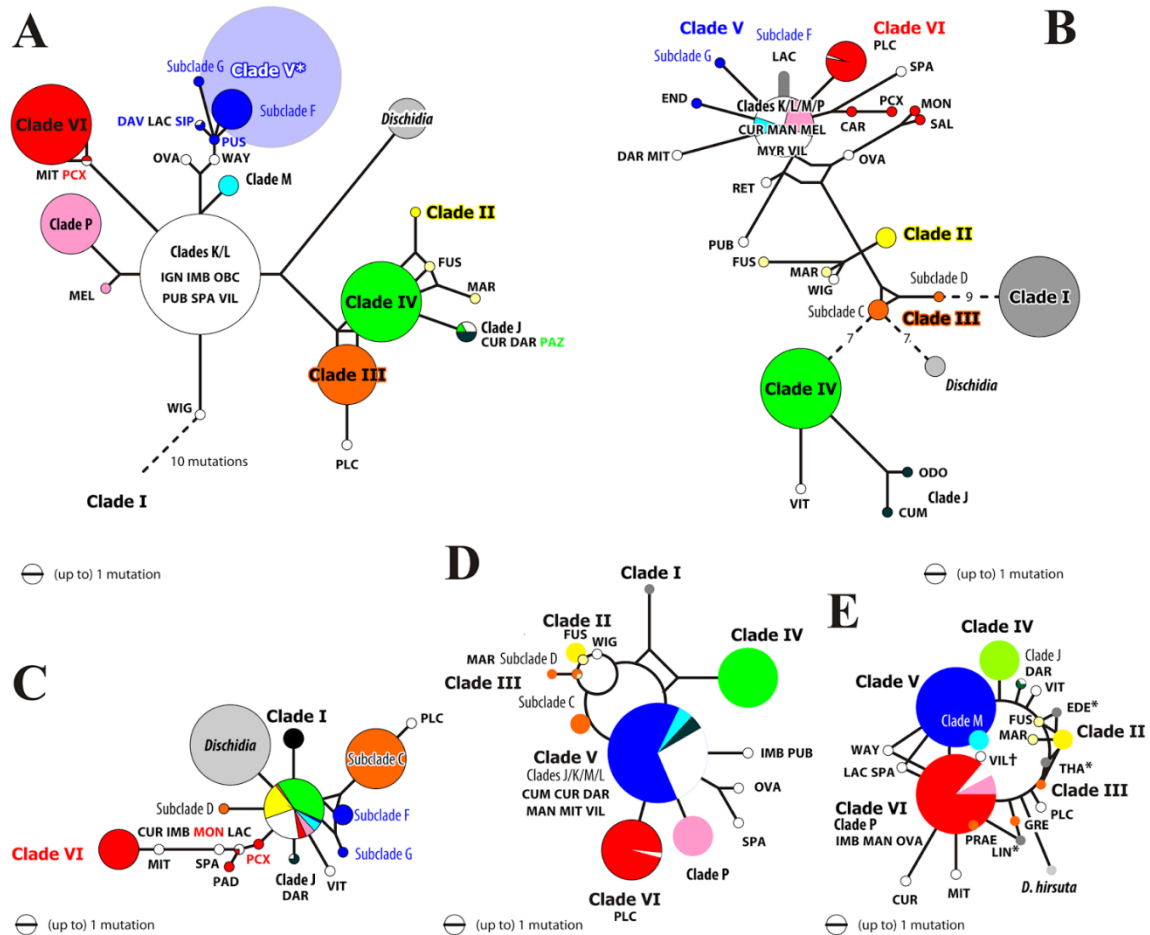 A
Subclade G
Clade V*
Subclade F
DAV LAC SIP
PUS
Clade VI
OVA
WAY
MIT PCX
Clade M
Dischidia
Clade P
Clades K/L
IGN IMB OBC
PUB SPA VIL
MEL
Clade II
FUS
MAR
Clade IV
Clade J
CUR DAR PAZ
Clade III
PLC
WIG
10 mutations
Clade I
(up to) 1 mutation
B
Clade V
Subclade F
Clade VI
Subclade G
LAC
PLC
SPA
END
Clades K/L/M/P
PCX
MON
CUR MAN MEL
CAR
SAL
MYR VIL
DAR MIT
OVA
RET
PUB
Clade II
FUS
MAR
WIG
Subclade D
9
Clade I
Subclade C
Clade III
7
7
Dischidia
Clade IV
ODO
Clade J
VIT
CUM
(up to) 1 mutation
C
Clade I
PLC
Dischidia
Subclade C
Subclade D
Subclade F
CUR IMB MON LAC
Clade VI
PCX
Subclade G
MIT
SPA
PAD
Clade J
DAR
VIT
(up to) 1 mutation
D
Clade I
Clade II
FUS
WIG
Clade IV
MAR Subclade D
Clade III
Subclade C
Clade V
Clades J/K/M/L
CUM CUR DAR
MAN MIT VIL
IMB PUB
OVA
SPA
Clade P
Clade VI
PLC
(up to) 1 mutation
E
Clade IV
Clade J
DAR
Clade V
VIT
EDE*
FUS
Clade II
Clade M
MAR
WAY
VIL†
LAC SPA
THA*
Clade III
Clade VI
PLC
Clade P
GRE
IMB MAN OVA
PRAE
LIN*
D. hirsuta
CUR
MIT
(up to) 1 mutation